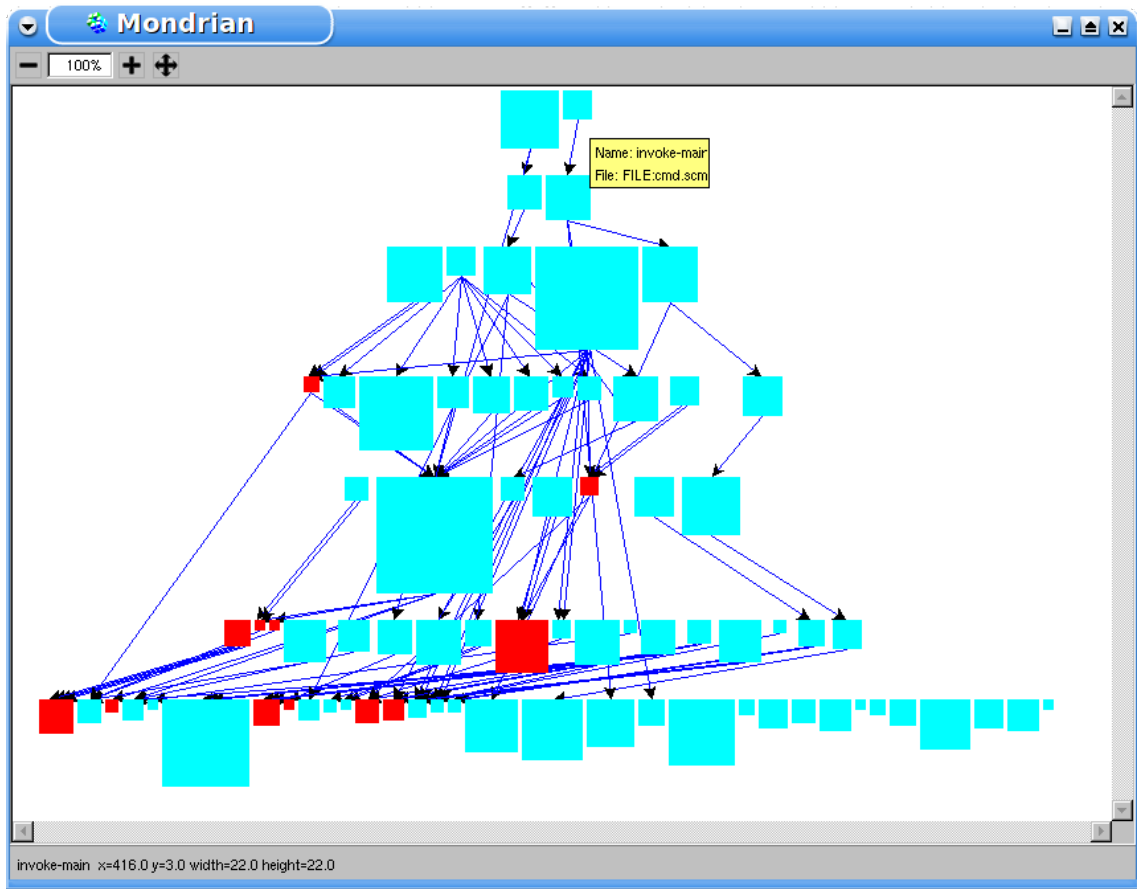 Mondrian
100%
Name: invoke-mair
File: FILE:cmd.scm
invoke-main x=416.0 y=3.0 width=22.0 height=22.0